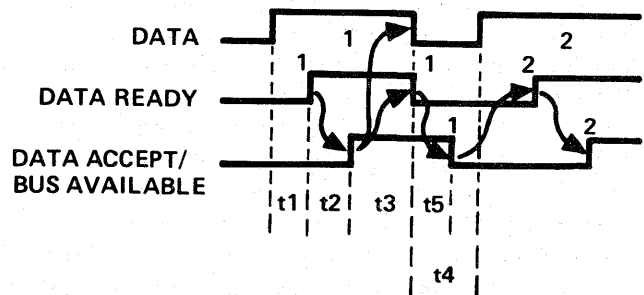 DATA
1
2
DATA READY
1
1
2
DATA ACCEPT/
BUS AVAILABLE
1
2
t1
t2
t3
t5
t4